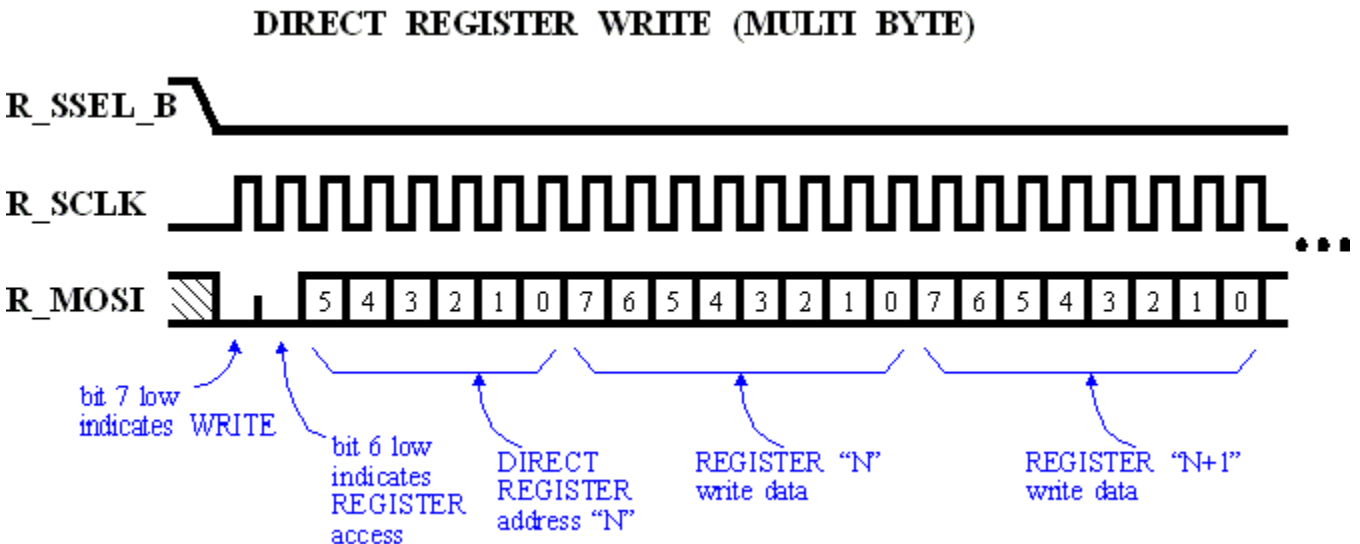 DIRECT REGISTER WRITE (MULTI BYTE)
R_SSEL_B
R_SCLK
R_MOSI
5 4 3 2 1 0 7 6 5 4 3 2 1 0 7 6 5 4 3 2 1 0
bit 7 low
indicates WRITE
bit 6 low
indicates
REGISTER
access
DIRECT
REGISTER
address “N”
REGISTER “N”
write data
REGISTER “N+1”
write data